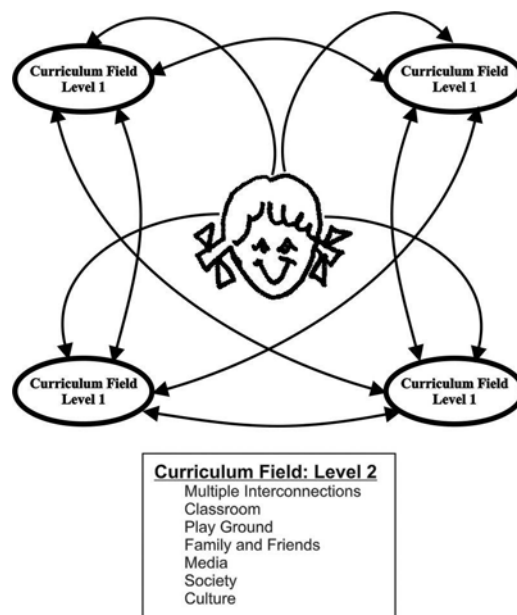 Curriculum Field
Level 1
Curriculum Field
Level 1
Curriculum Field
Level 1
Curriculum Field
Level 1
Curriculum Field: Level 2
Multiple Interconnections
Classroom
Play Ground
Family and Friends
Media
Society
Culture